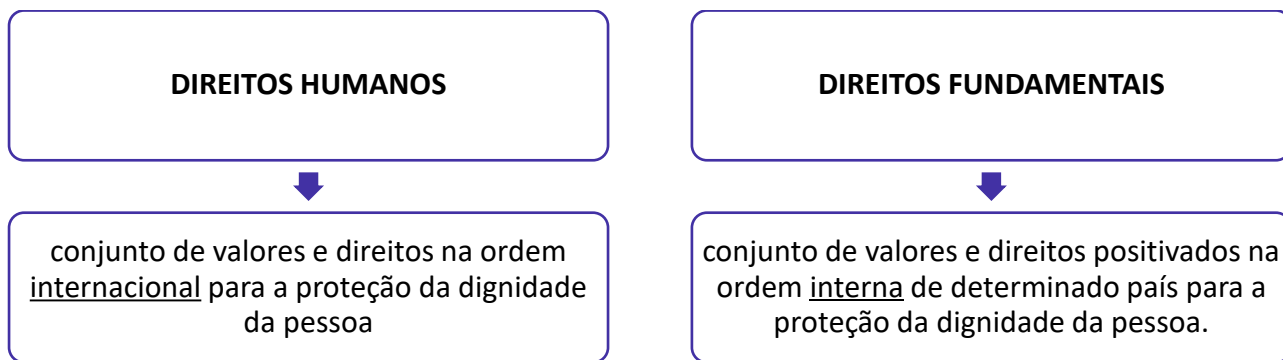 DIREITOS HUMANOS
conjunto de valores e direitos na ordem
internacional para a proteção da dignidade
da pessoa
DIREITOS FUNDAMENTAIS
conjunto de valores e direitos positivados na
ordem interna de determinado país para a
proteção da dignidade da pessoa.